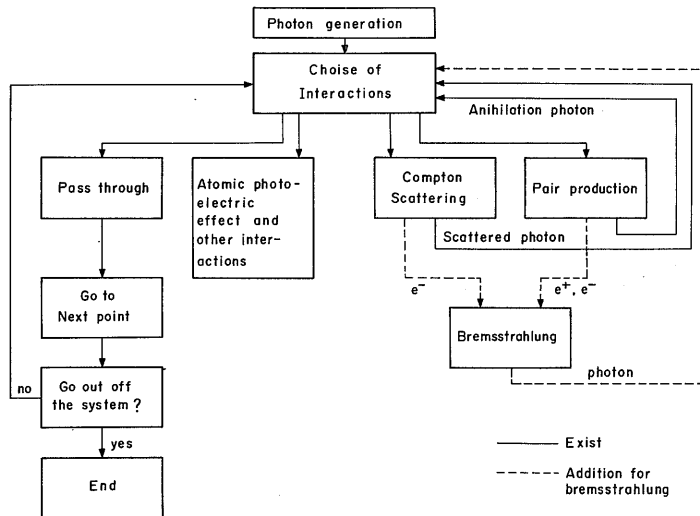 Photon generation
Choise of
Interactions
Anihilation photon
Pass through
Atomic photo-
electric
effect and
other inter-
actions
Compton
Scattering
Pair production
Scattered photon
e⁻
e⁺, e⁻
Go to
Next point
Bremsstrahlung
photon
no
Go out off
the system ?
yes
End
Exist
Addition for
bremsstrahlung